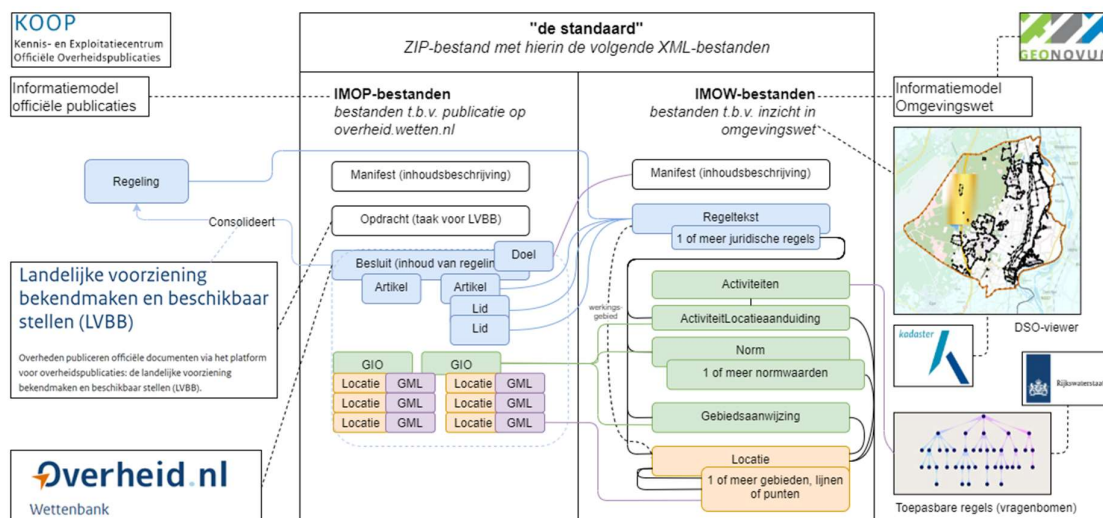 KOOP
Kennis- en Exploitatiecentrum
Officiële Overheidspublicaties
Informatiemodel
officiële publicaties
"de standaard"
ZIP-bestand met hierin de volgende XML-bestanden
IMOP-bestanden
bestanden t.b.v. publicatie op
overheid.wetten.nl
IMOW-bestanden
bestanden t.b.v. inzicht in
omgevingswet
GEONOVUM
Informatiemodel
Omgevingswet
Regeling
Consolideert
Manifest (inhoudsbeschrijving)
Opdracht (taak voor LVBB)
Besluit (inhoud van regelin
Doel
Artikel
Artikel
Lid
Lid
GIO
GIO
Locatie GML Locatie GML
Locatie GML Locatie GML
Locatie GML Locatie GML
Manifest (inhoudsbeschrijving)
Regeltekst
1 of meer juridische regels
Activiteiten
werkings-
gebied
ActiviteitLocatieaanduiding
Norm
1 of meer normwaarden
Gebiedsaanwijzing
Locatie
1 of meer gebieden, lijnen
of punten
Landelijke voorziening
bekendmaken en beschikbaar
stellen (LVBB)
Overheden publiceren officiële documenten via het platform
voor overheidspublicaties: de landelijke voorziening
bekendmaken en beschikbaar stellen (LVBB).
Overheid.nl
Wettenbank
DSO-viewer
kadaster
Rijkswaterstaat
Toepasbare regels (vragenbomen)